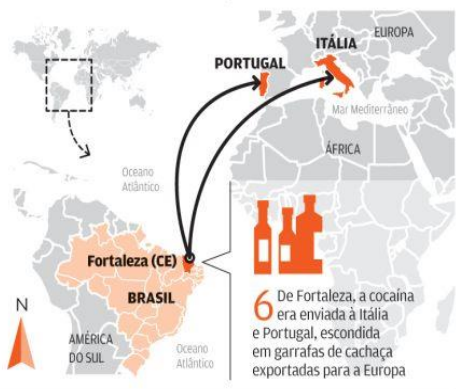 EUROPA
ITÁLIA
PORTUGAL
Mar Mediterrâneo
ÁFRICA
Oceano
Atlântico
Fortaleza (CE)
BRASIL
N
AMÉRICA
DO SUL
Oceano
Atlântico
6 De Fortaleza, a cocaína
era enviada à Itália
e Portugal, escondida
em garrafas de cachaça
exportadas para a Europa